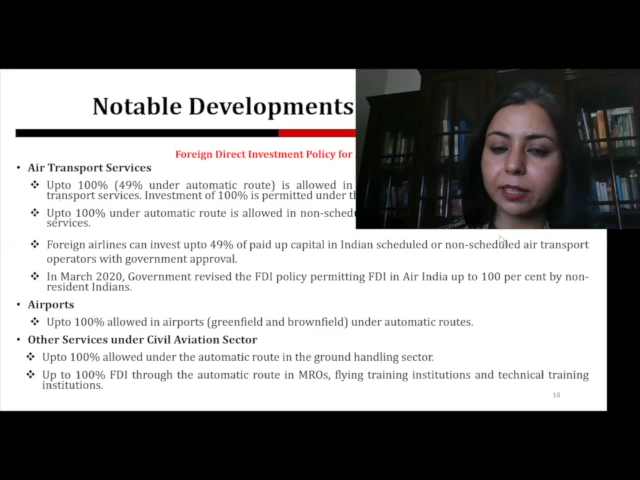 Notable Developments
Foreign Direct Investment Policy for
• Air Transport Services
❖ Upto 100% (49% under automatic route) is allowed in
transport services. Investment of 100% is permitted under
❖ Upto 100% under automatic route is allowed in
services.
❖ Foreign airlines can invest upto 49% of paid up capital in Indian scheduled or non-scheduled air transport
operators with government approval.
❖ In March 2020, Government revised the FDI policy permitting FDI in Air India up to 100 per cent by non-
resident Indians.
• Airports
❖ Upto 100% allowed in airports (greenfield and brownfield) under automatic routes.
• Other Services under Civil Aviation Sector
❖ Upto 100% allowed under the automatic route in the ground handling sector.
❖ Up to 100% FDI through the automatic route in MROs, flying training institutions and technical training
institutions.
18